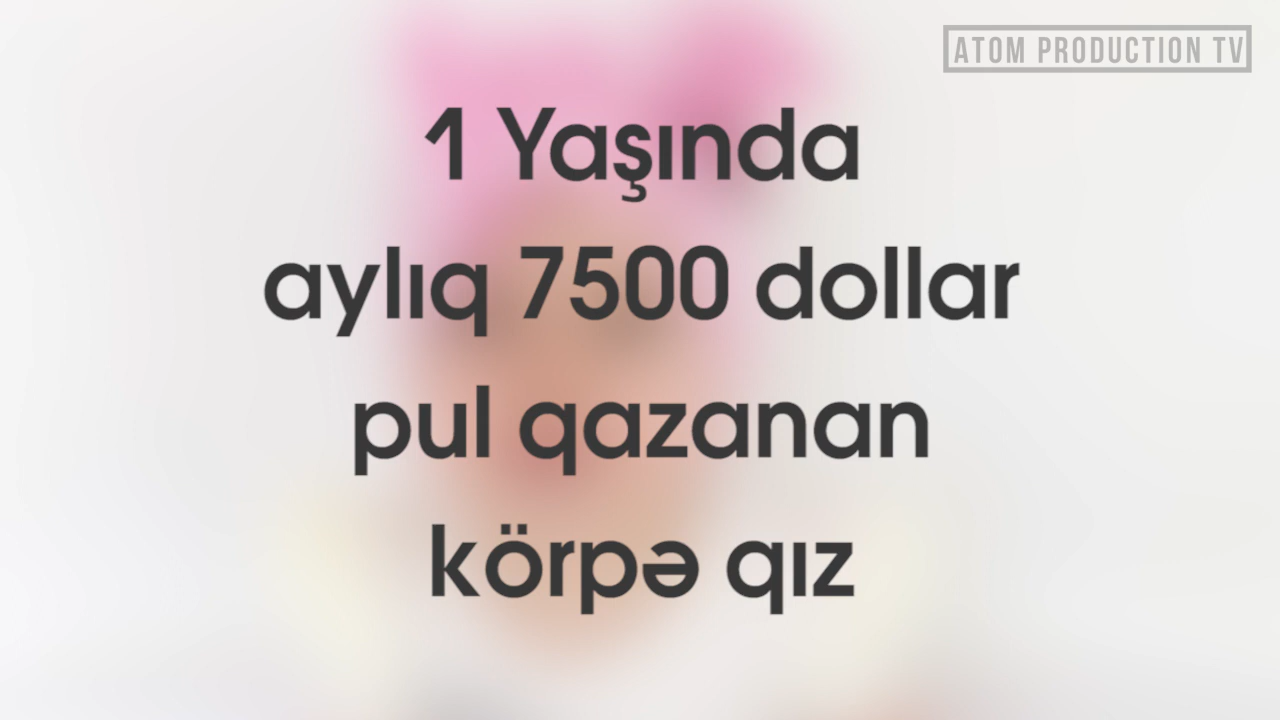 ATOM PRODUCTION TV
1 Yaşında
aylıq 7500 dollar
pul qazanan
körpə qız